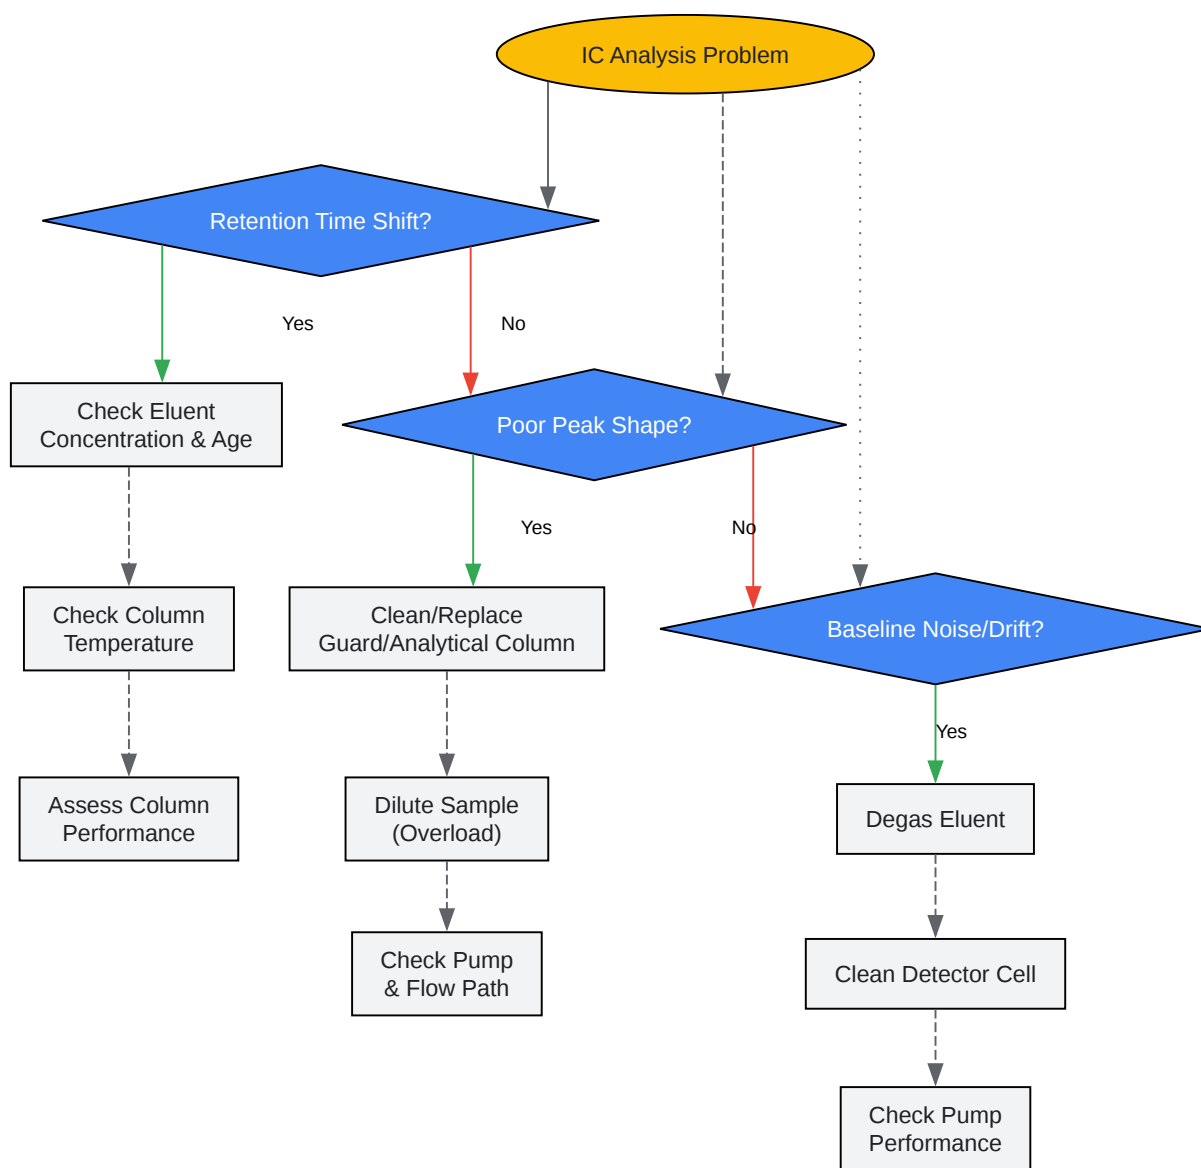 IC Analysis Problem
Retention Time Shift?
Yes
No
Check Eluent
Concentration & Age
Poor Peak Shape?
Yes
No
Check Column
Temperature
Clean/Replace
Guard/Analytical Column
Baseline Noise/Drift?
Yes
Assess Column
Performance
Dilute Sample
(Overload)
Degas Eluent
Check Pump
& Flow Path
Clean Detector Cell
Check Pump
Performance